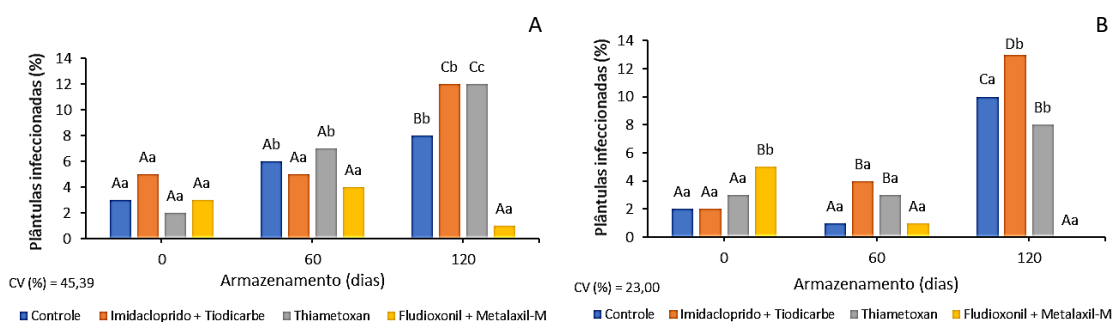 A
Plântulas infeccionadas (%)
14
12
10
8
6
4
2
0
Aa Aa Aa Aa
Ab Aa Ab Aa
Bb Cb Cc Aa
0 60 120
Armazenamento (dias)
CV (%) = 45,39
Controle Imidacloprido + Tiodicarbe Thiametoxan Fludioxonil + Metalaxil-M
B
Plântulas infeccionadas (%)
14
12
10
8
6
4
2
0
Aa Aa Aa Bb
Aa Ba Ba Aa
Ca Db Bb Aa
0 60 120
Armazenamento (dias)
CV (%) = 23,00
Controle Imidacloprido + Tiodicarbe Thiametoxan Fludioxonil + Metalaxil-M